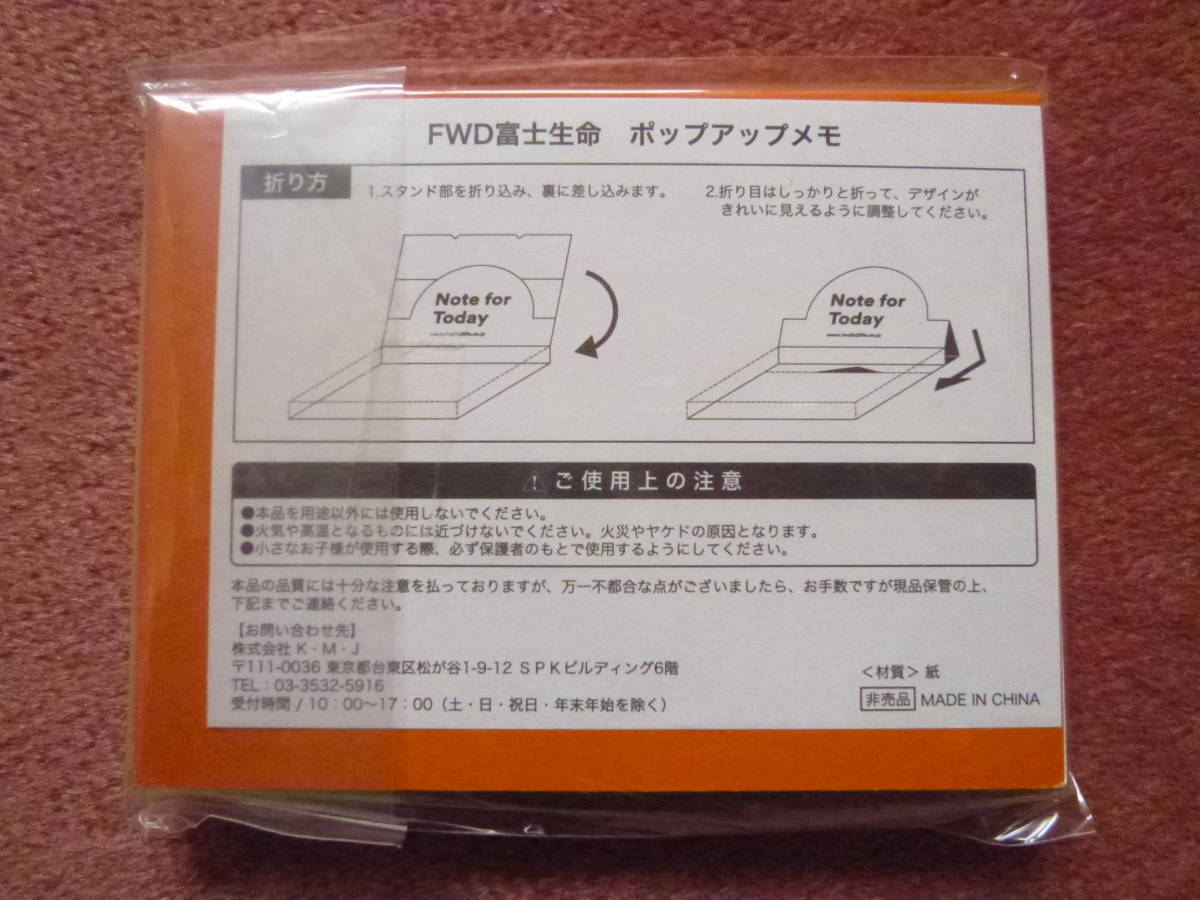 FWD富士生命　ポップアップメモ
折り方
1.スタンド部を折り込み、裏に差し込みます。
2.折り目はしっかりと折って、デザインが
きれいに見えるように調整してください。
Note for
Today
Note for
Today
⚠ご使用上の注意
●本品を用途以外には使用しないでください。
●火気や高温となるものには近づけないでください。火災やヤケドの原因となります。
●小さなお子様が使用する際、必ず保護者のもとで使用するようにしてください。
本品の品質には十分な注意を払っておりますが、万一不都合な点がございましたら、お手数ですが現品保管の上、
下記までご連絡ください。
【お問い合わせ先】
株式会社 K・M・J
〒111-0036 東京都台東区松が谷1-9-12 SPKビルディング6階
TEL：03-3532-5916
受付時間 / 10：00～17：00（土・日・祝日・年末年始を除く）
＜材質＞紙
非売品 MADE IN CHINA